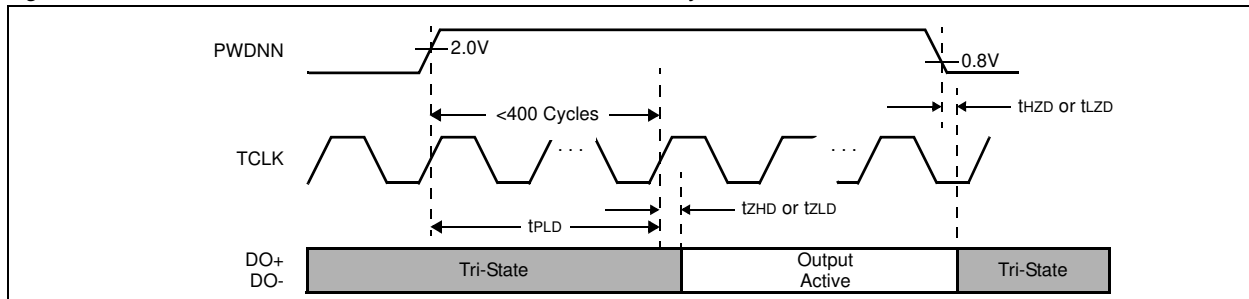 PWDNN
2.0V
0.8V
tHZD or tLZD
<400 Cycles
TCLK
. . .
. . .
tZHD or tZLD
tPLD
DO+
DO-
Tri-State
Output
Active
Tri-State